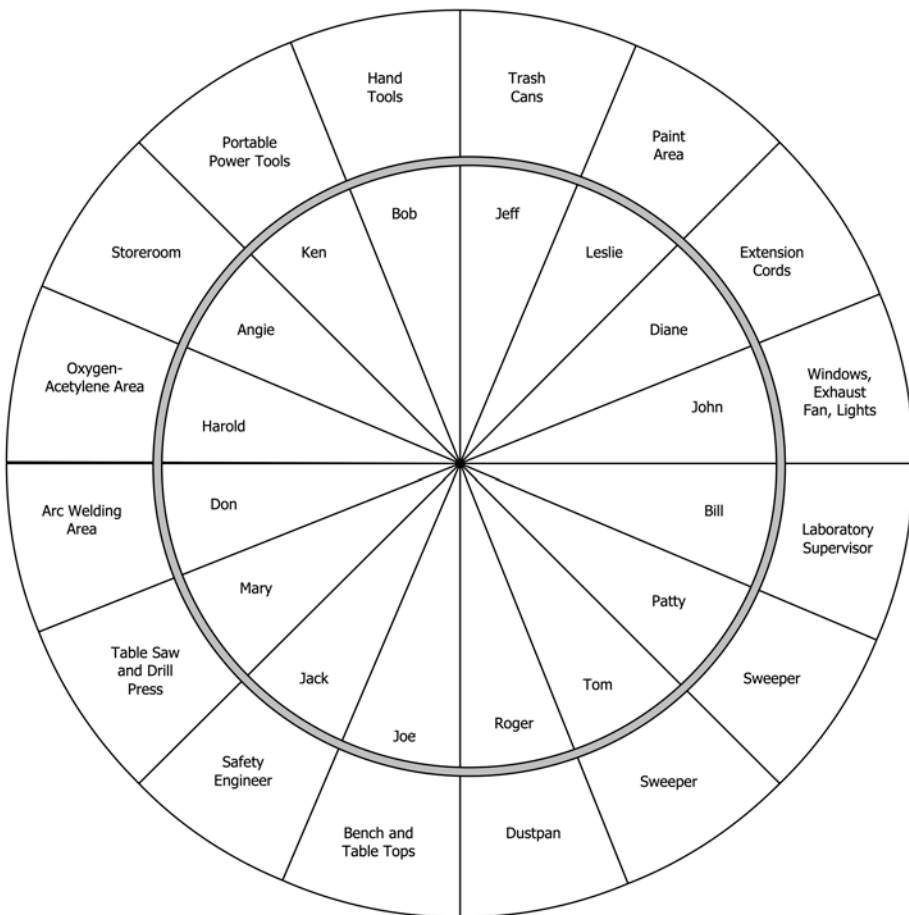 Hand
Tools
Trash
Cans
Portable
Power Tools
Paint
Area
Bob
Jeff
Storeroom
Ken
Leslie
Extension
Cords
Angie
Diane
Oxygen-
Acetylene Area
Windows,
Exhaust
Fan, Lights
Harold
John
Arc Welding
Area
Don
Bill
Laboratory
Supervisor
Mary
Patty
Table Saw
and Drill
Press
Jack
Tom
Sweeper
Joe
Roger
Safety
Engineer
Sweeper
Bench and
Table Tops
Dustpan